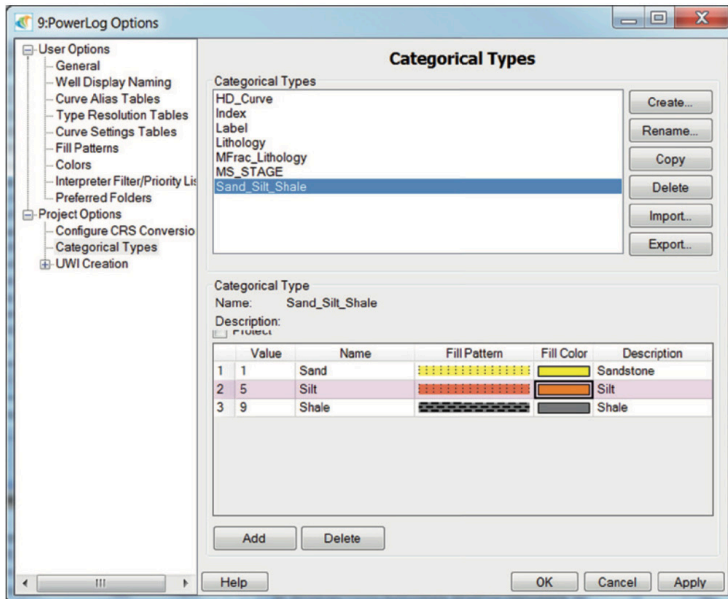 9:PowerLog Options
User Options
General
Well Display Naming
Curve Alias Tables
Type Resolution Tables
Curve Settings Tables
Fill Patterns
Colors
Interpreter Filter/Priority Lis
Preferred Folders
Project Options
Configure CRS Conversio
Categorical Types
UWI Creation
Categorical Types
Categorical Types
HD_Curve
Index
Label
Lithology
MFrac_Lithology
MS_STAGE
Sand_Silt_Shale
Create...
Rename...
Copy
Delete
Import...
Export...
Categorical Type
Name: Sand_Silt_Shale
Description:
Protect
Value Name Fill Pattern Fill Color Description
1 1 Sand Sandstone
2 5 Silt Silt
3 9 Shale Shale
Add Delete
Help OK Cancel Apply